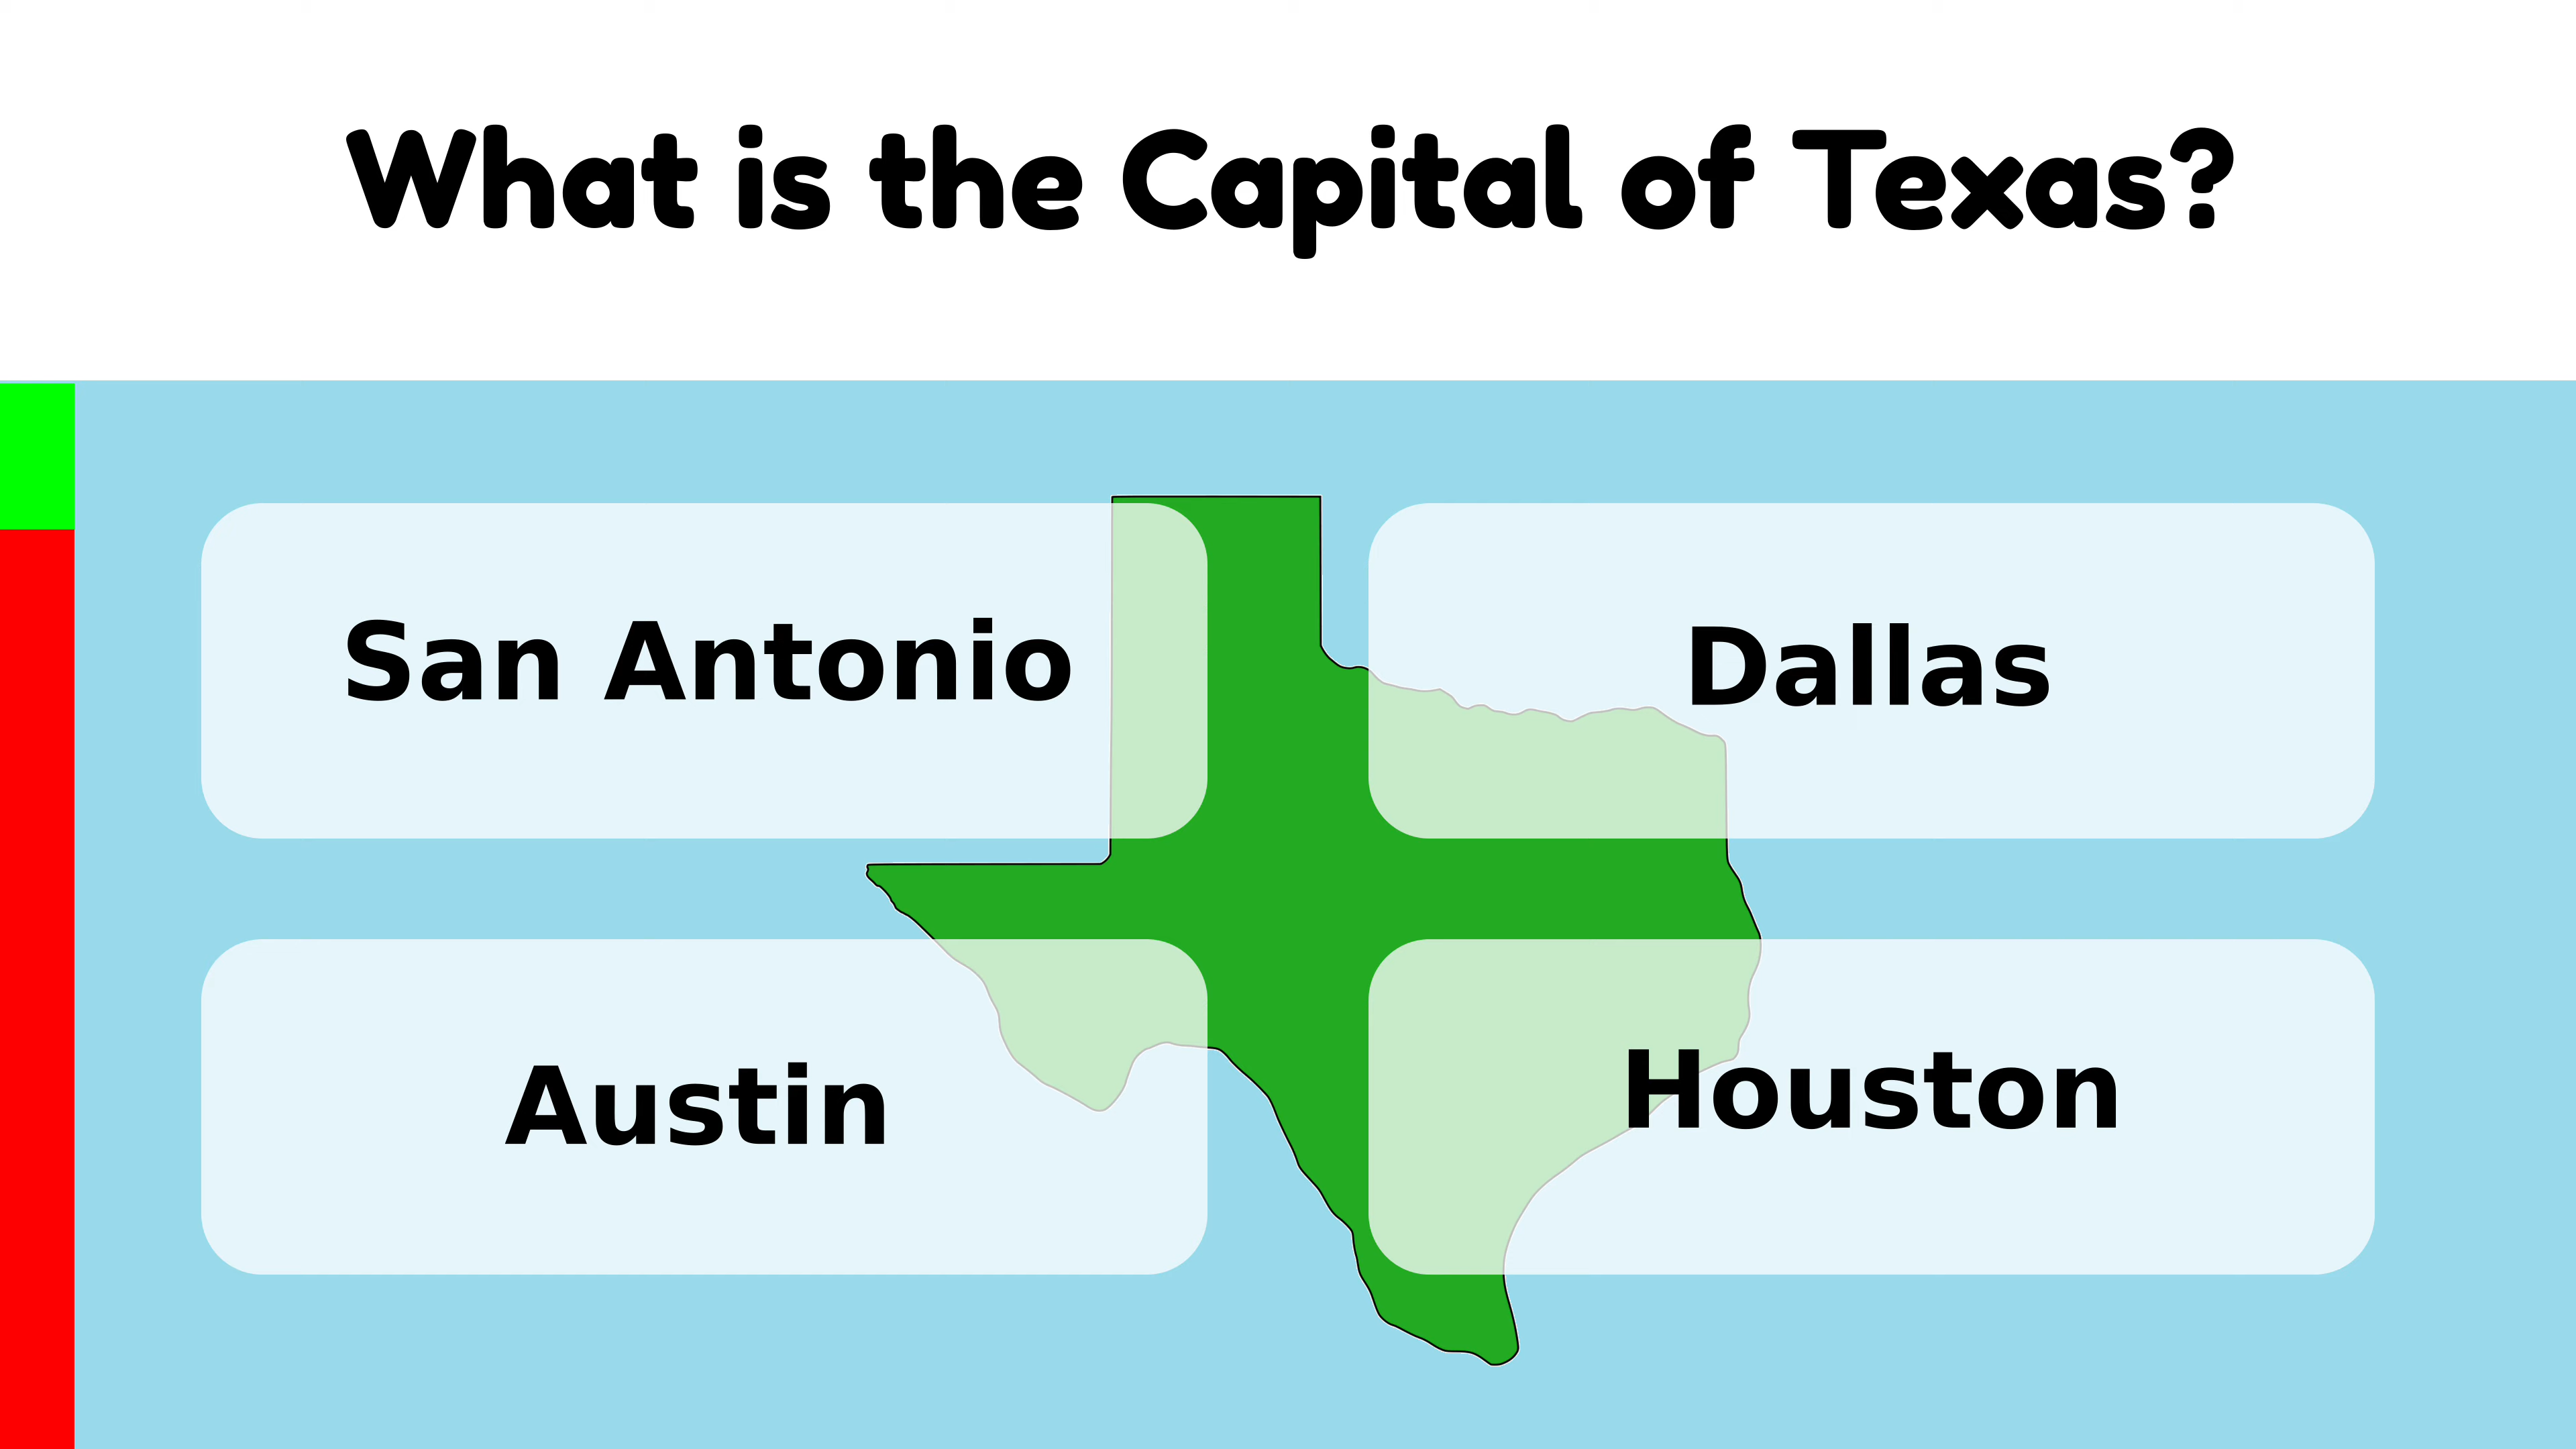 What is the Capital of Texas?
San Antonio
Dallas
Austin
Houston